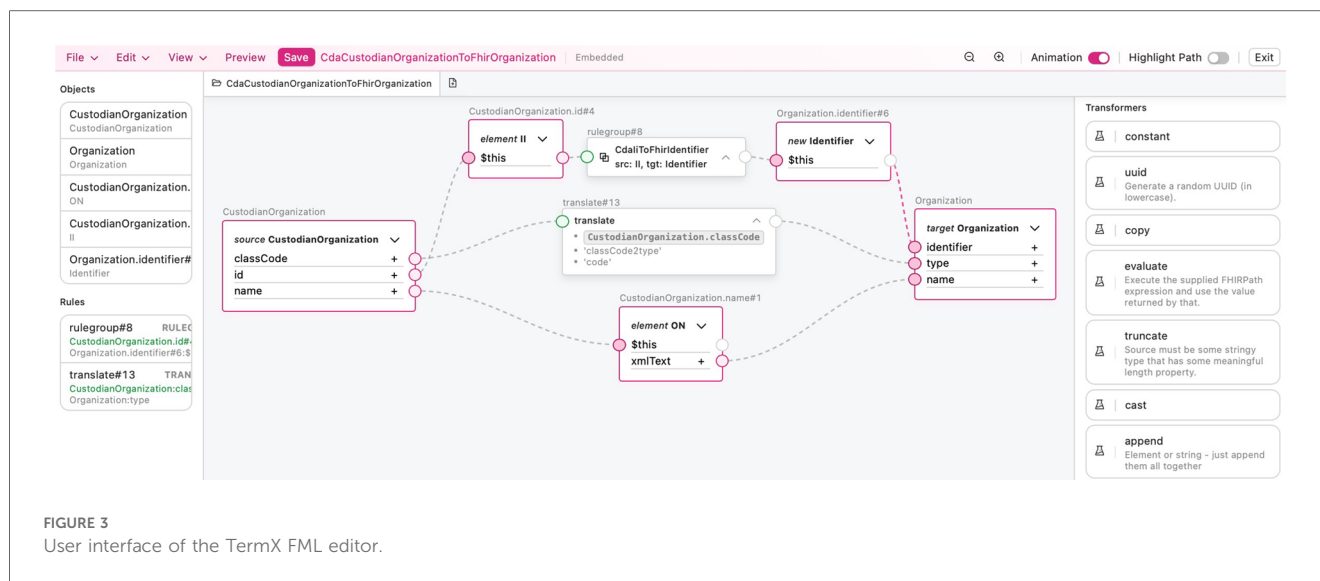 File Edit View Preview Save CdaCustodianOrganizationToFhirOrganization Embedded Animation Highlight Path Exit
Objects
CustodianOrganization
CustodianOrganization
Organization
Organization
CustodianOrganization.
ON
CustodianOrganization.
II
Organization.identifier#
Identifier
Rules
rulegroup#8 RULEG
CustodianOrganization.id#4
Organization.identifier#6:$
translate#13 TRAN
CustodianOrganization:clas
Organization:type
CdaCustodianOrganizationToFhirOrganization
CustodianOrganization.id#4
element II
$this
rulegroup#8
CdaIiToFhirIdentifier
src: II, tgt: Identifier
Organization.identifier#6
new Identifier
$this
CustodianOrganization
source CustodianOrganization
classCode +
id +
name +
translate#13
translate
• CustodianOrganization.classCode
• 'classCode2type'
• 'code'
Organization
target Organization
identifier +
type +
name +
CustodianOrganization.name#1
element ON
$this
xmlText +
Transformers
constant
uuid
Generate a random UUID (in
lowercase).
copy
evaluate
Execute the supplied FHIRPath
expression and use the value
returned by that.
truncate
Source must be some stringy
type that has some meaningful
length property.
cast
append
Element or string - just append
them all together
FIGURE 3
User interface of the TermX FML editor.